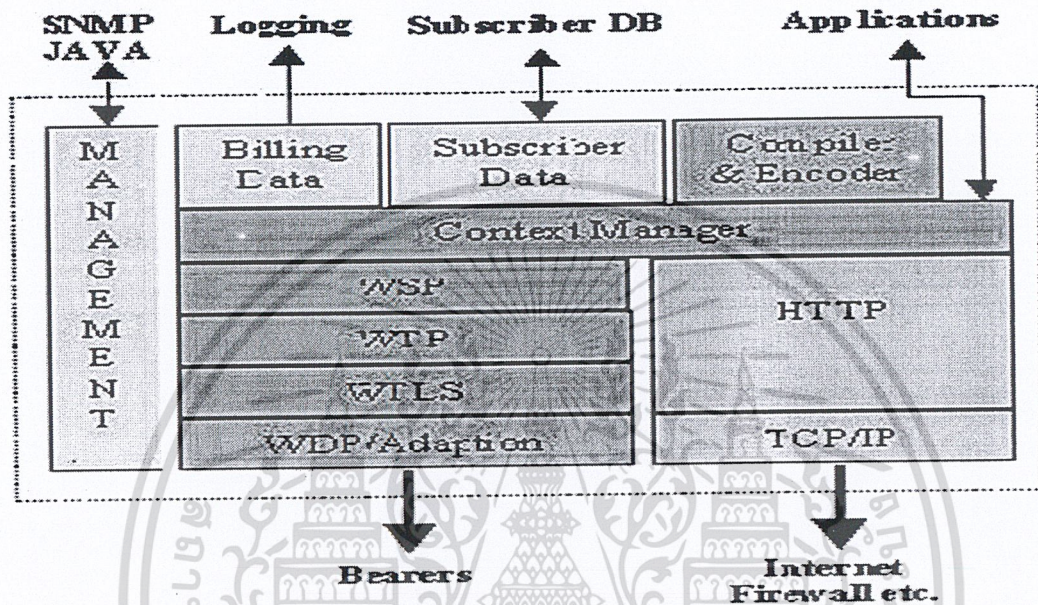 SNMP
JAVA
Logging
Subscriber DB
Applications
MANAGEMENT
Billing
Data
Subscriber
Data
Compiler
& Encoder
Context Manager
WSP
HTTP
WTP
WTLS
WDP/Adaption
TCP/IP
Bearers
Internet
Firewall etc.